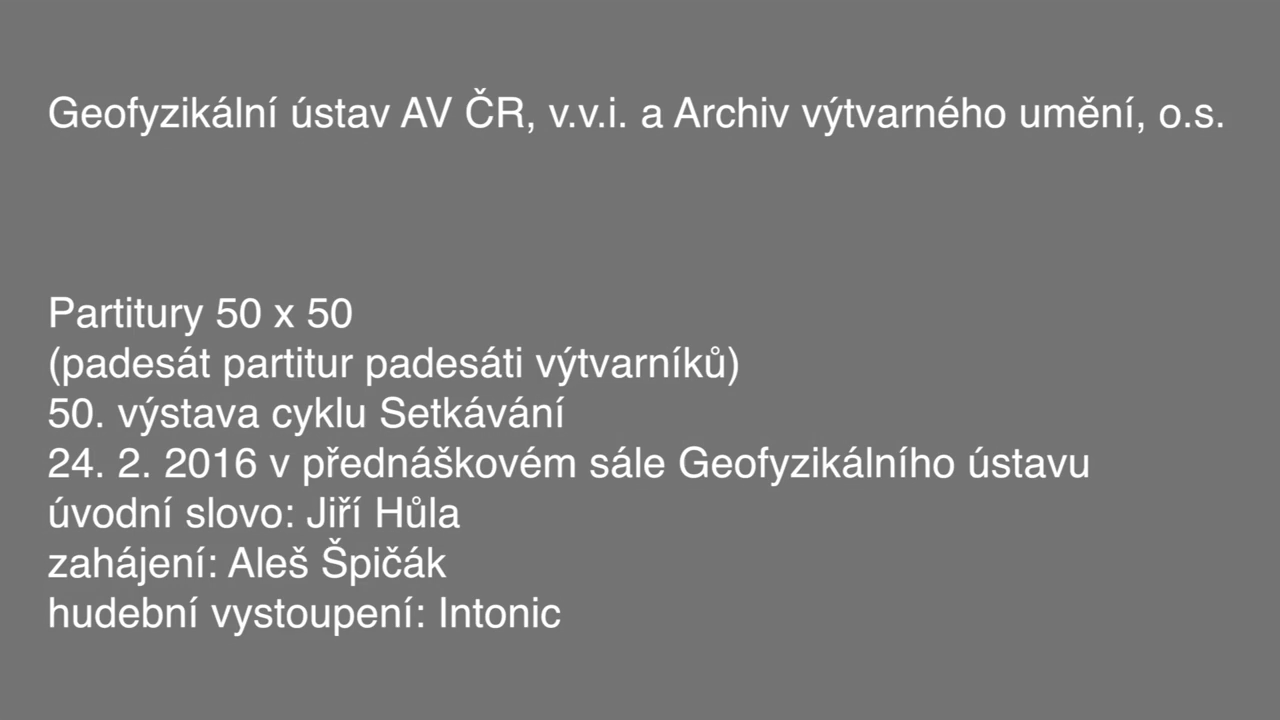 Geofyzikální ústav AV ČR, v.v.i. a Archiv výtvarného umění, o.s.
Partitury 50 x 50
(padesát partitur padesáti výtvarníků)
50. výstava cyklu Setkávání
24. 2. 2016 v přednáškovém sále Geofyzikálního ústavu
úvodní slovo: Jiří Hůla
zahájení: Aleš Špičák
hudební vystoupení: Intonic